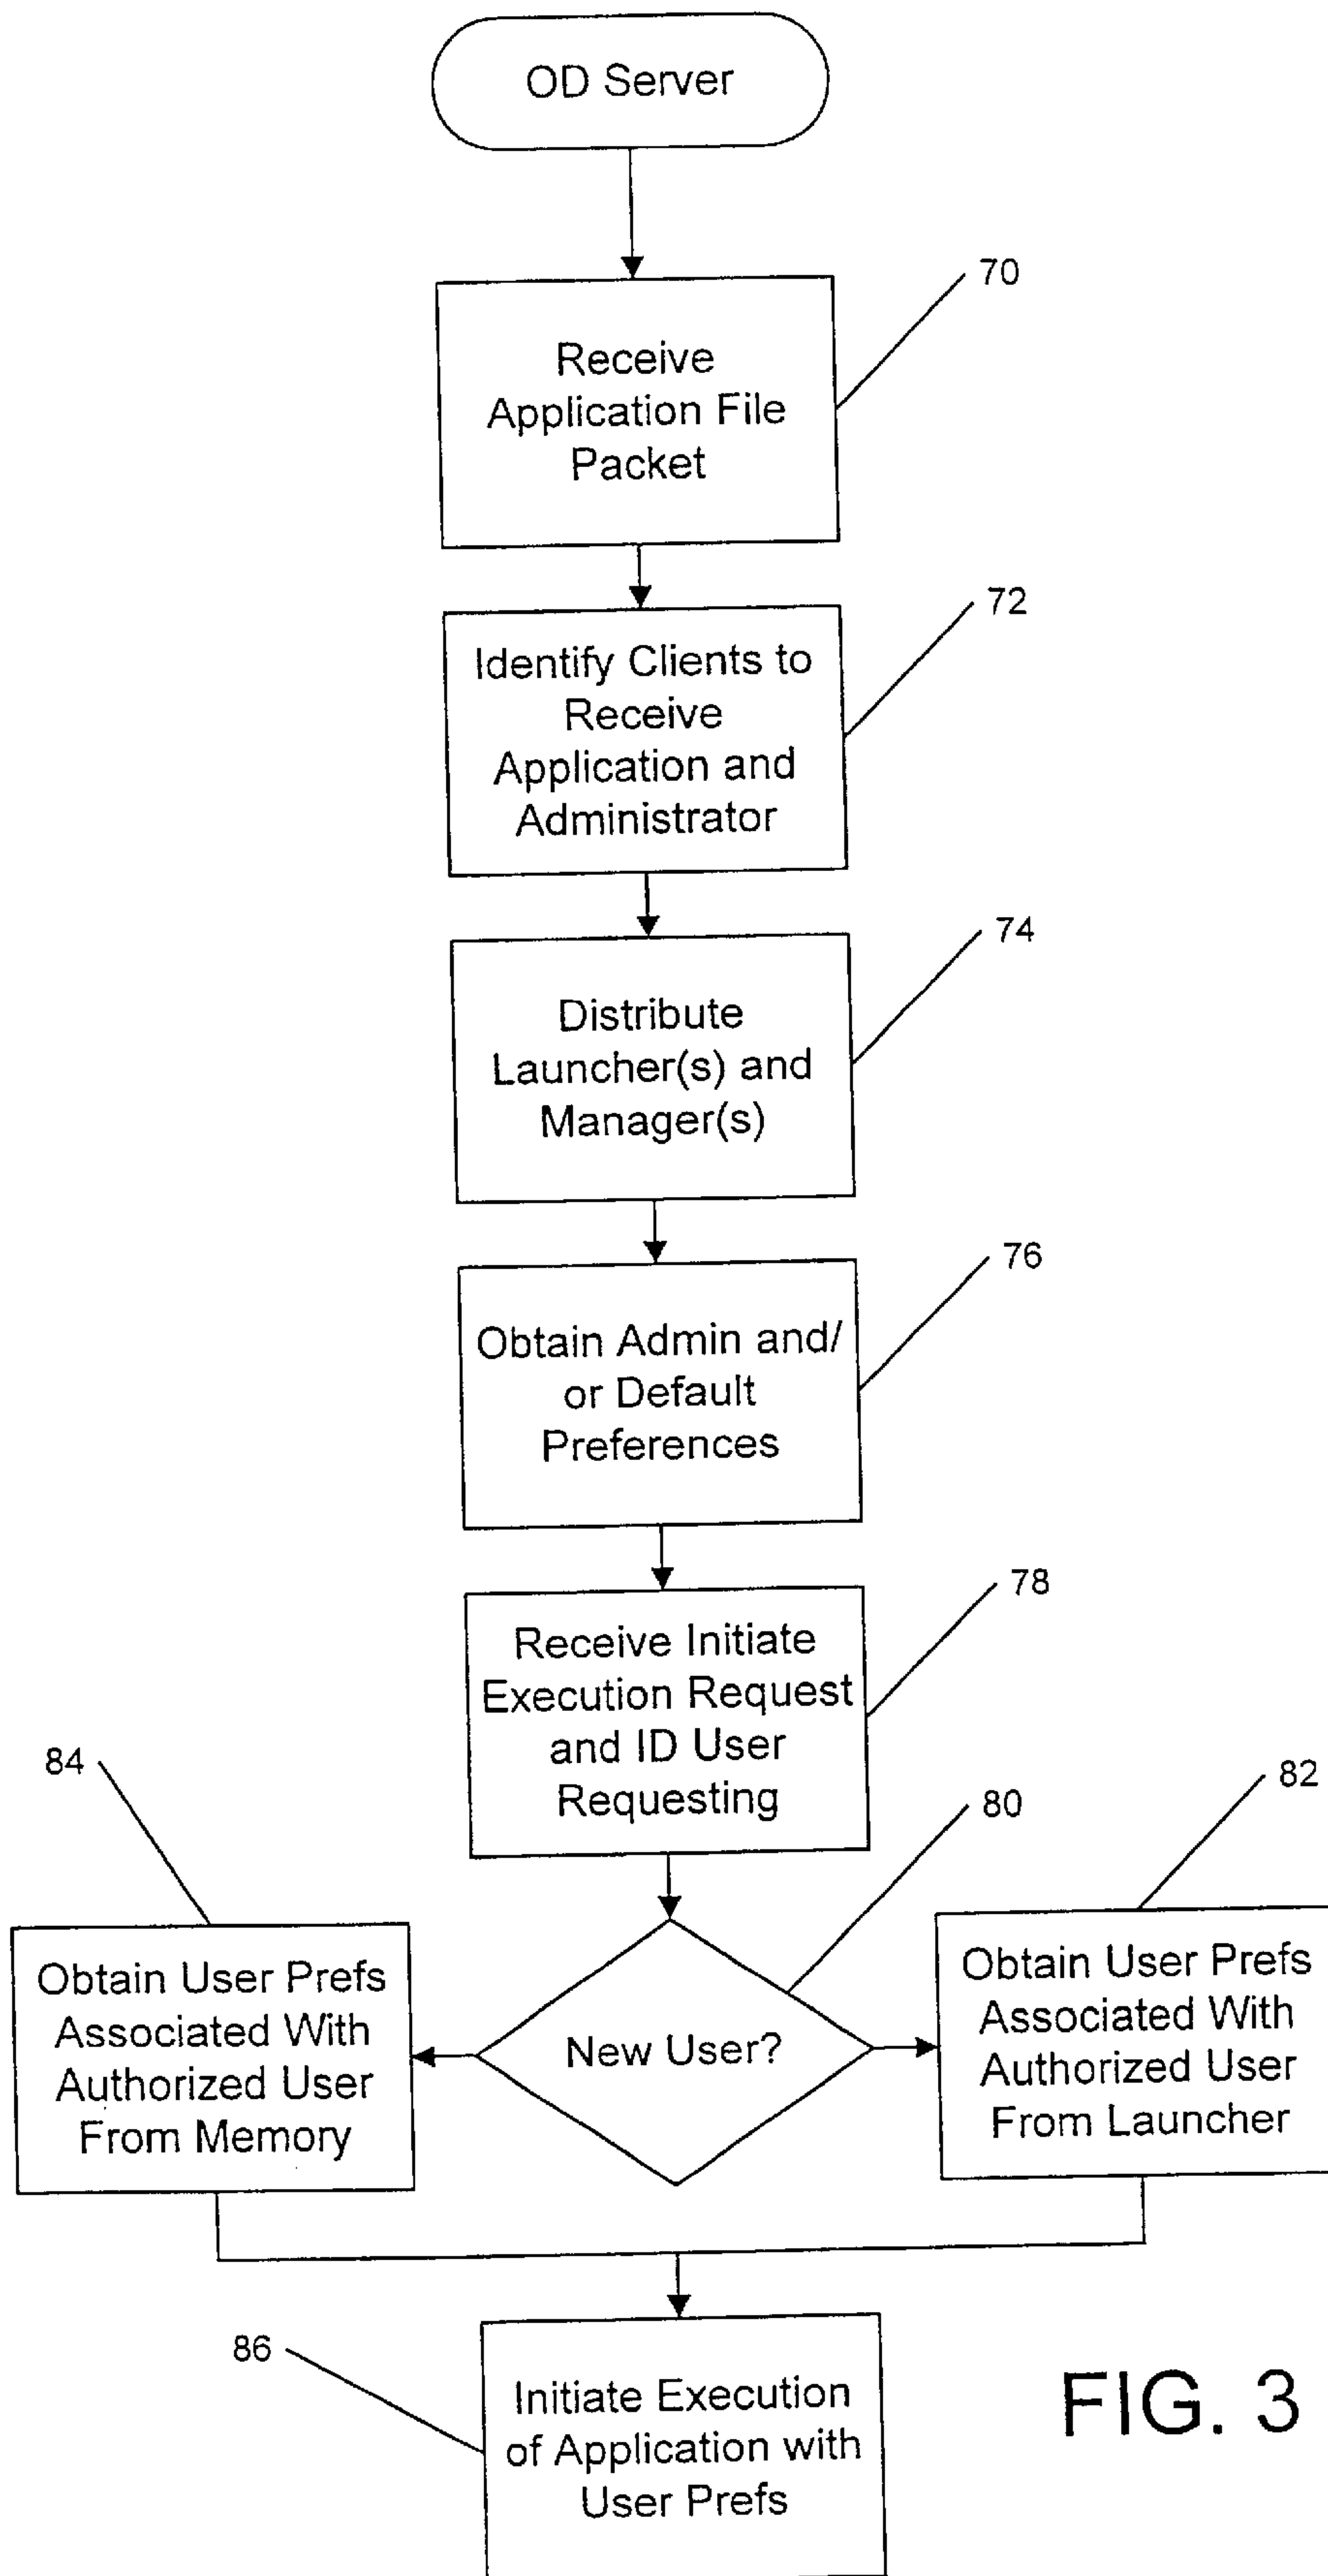 OD Server
70
Receive
Application File
Packet
72
Identify Clients to
Receive
Application and
Administrator
74
Distribute
Launcher(s) and
Manager(s)
76
Obtain Admin and/
or Default
Preferences
78
Receive Initiate
Execution Request
and ID User
Requesting
84
80
82
Obtain User Prefs
Associated With
Authorized User
From Memory
New User?
Obtain User Prefs
Associated With
Authorized User
From Launcher
86
Initiate Execution
of Application with
User Prefs
FIG. 3